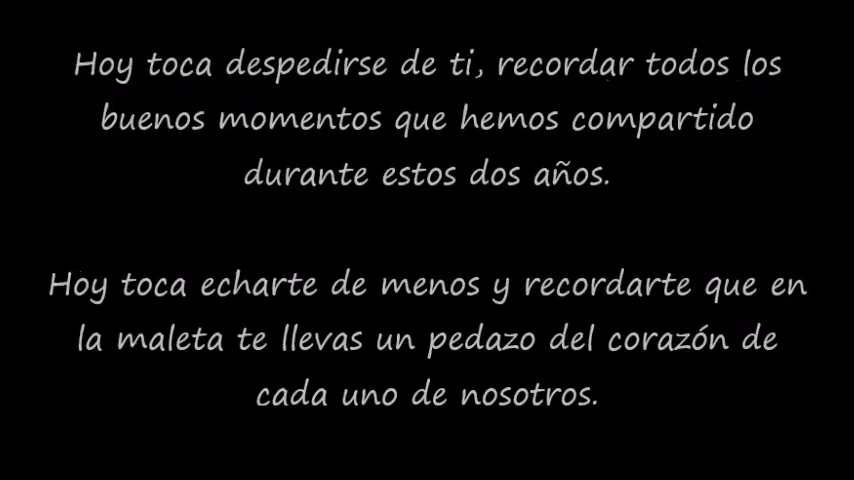 Hoy toca despedirse de ti, recordar todos los
buenos momentos que hemos compartido
durante estos dos años.
Hoy toca echarte de menos y recordarte que en
la maleta te llevas un pedazo del corazón de
cada uno de nosotros.